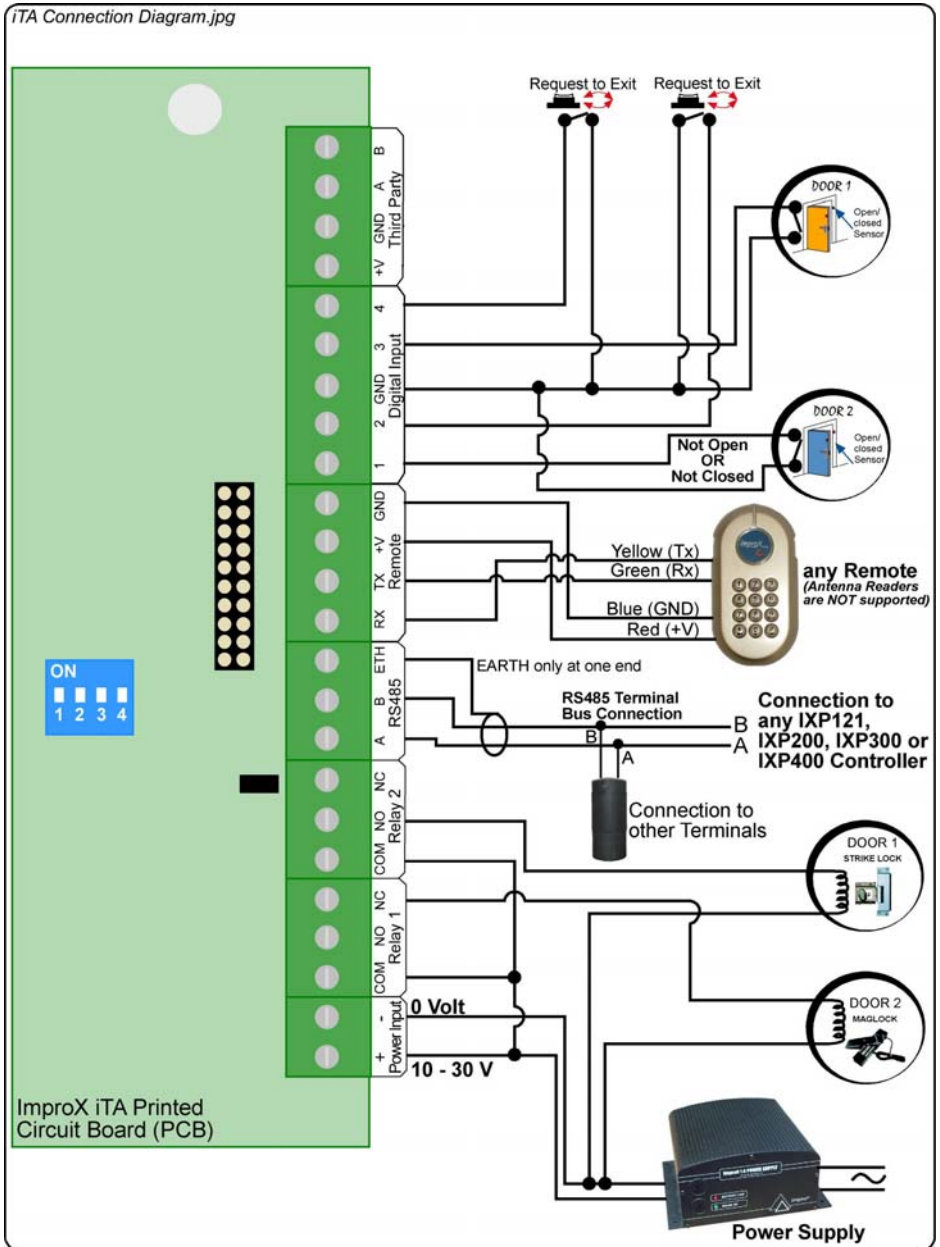 iTA Connection Diagram.jpg
Request to Exit
Request to Exit
B
A
GND
+V
Third Party
4
3
GND
2
1
Digital Input
GND
+V
TX
RX
Remote
ETH
B
A
RS485
NC
NO
COM
Relay 2
NC
NO
COM
Relay 1
-
+
Power Input
0 Volt
10 - 30 V
DOOR 1
Open/
closed
Sensor
DOOR 2
Open/
closed
Sensor
Not Open
OR
Not Closed
Yellow (Tx)
Green (Rx)
Blue (GND)
Red (+V)
any Remote
(Antenna Readers
are NOT supported)
EARTH only at one end
RS485 Terminal
Bus Connection
B
A
B
A
Connection to
any IXP121,
IXP200, IXP300 or
IXP400 Controller
Connection to
other Terminals
ON
1 2 3 4
DOOR 1
STRIKE LOCK
DOOR 2
MAGLOCK
ImproX iTA Printed
Circuit Board (PCB)
Power Supply